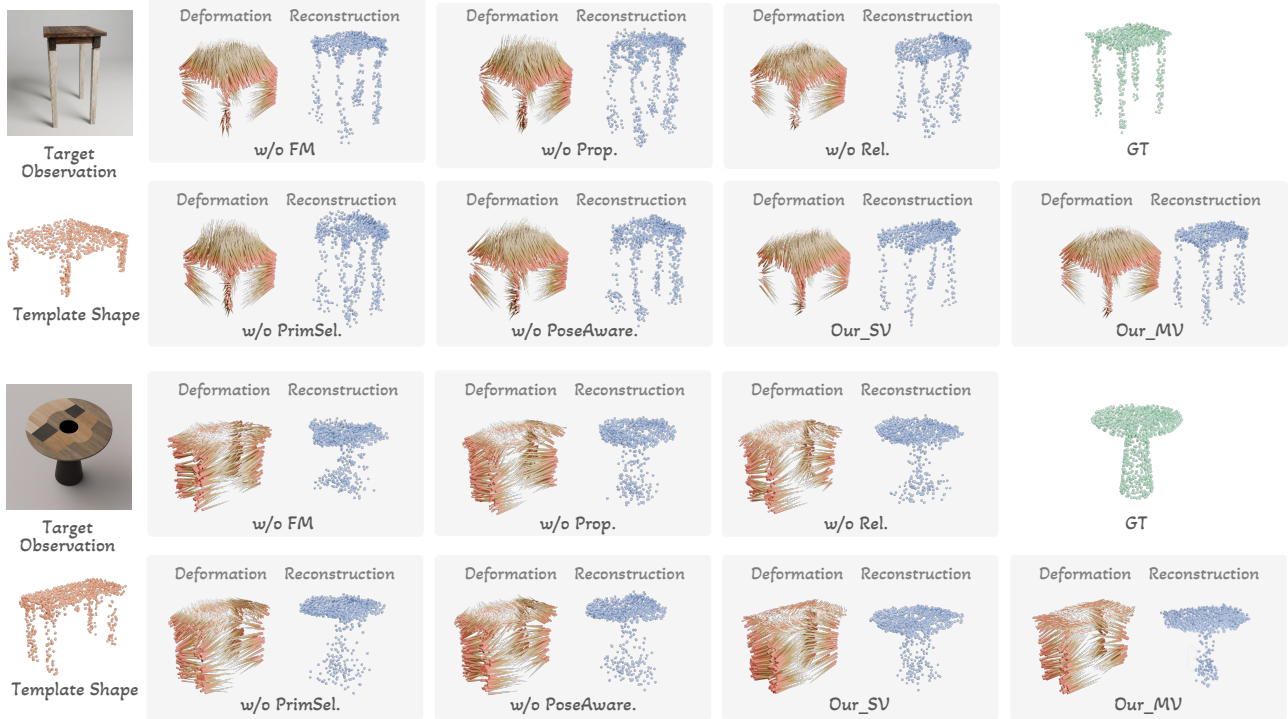 Deformation Reconstruction
Deformation Reconstruction
Deformation Reconstruction
w/o FM
w/o Prop.
w/o Rel.
GT
Target
Observation
Deformation Reconstruction
Deformation Reconstruction
Deformation Reconstruction
Deformation Reconstruction
Template Shape
w/o PrimSel.
w/o PoseAware.
Our_SV
Our_MV
Deformation Reconstruction
Deformation Reconstruction
Deformation Reconstruction
w/o FM
w/o Prop.
w/o Rel.
GT
Target
Observation
Deformation Reconstruction
Deformation Reconstruction
Deformation Reconstruction
Deformation Reconstruction
Template Shape
w/o PrimSel.
w/o PoseAware.
Our_SV
Our_MV